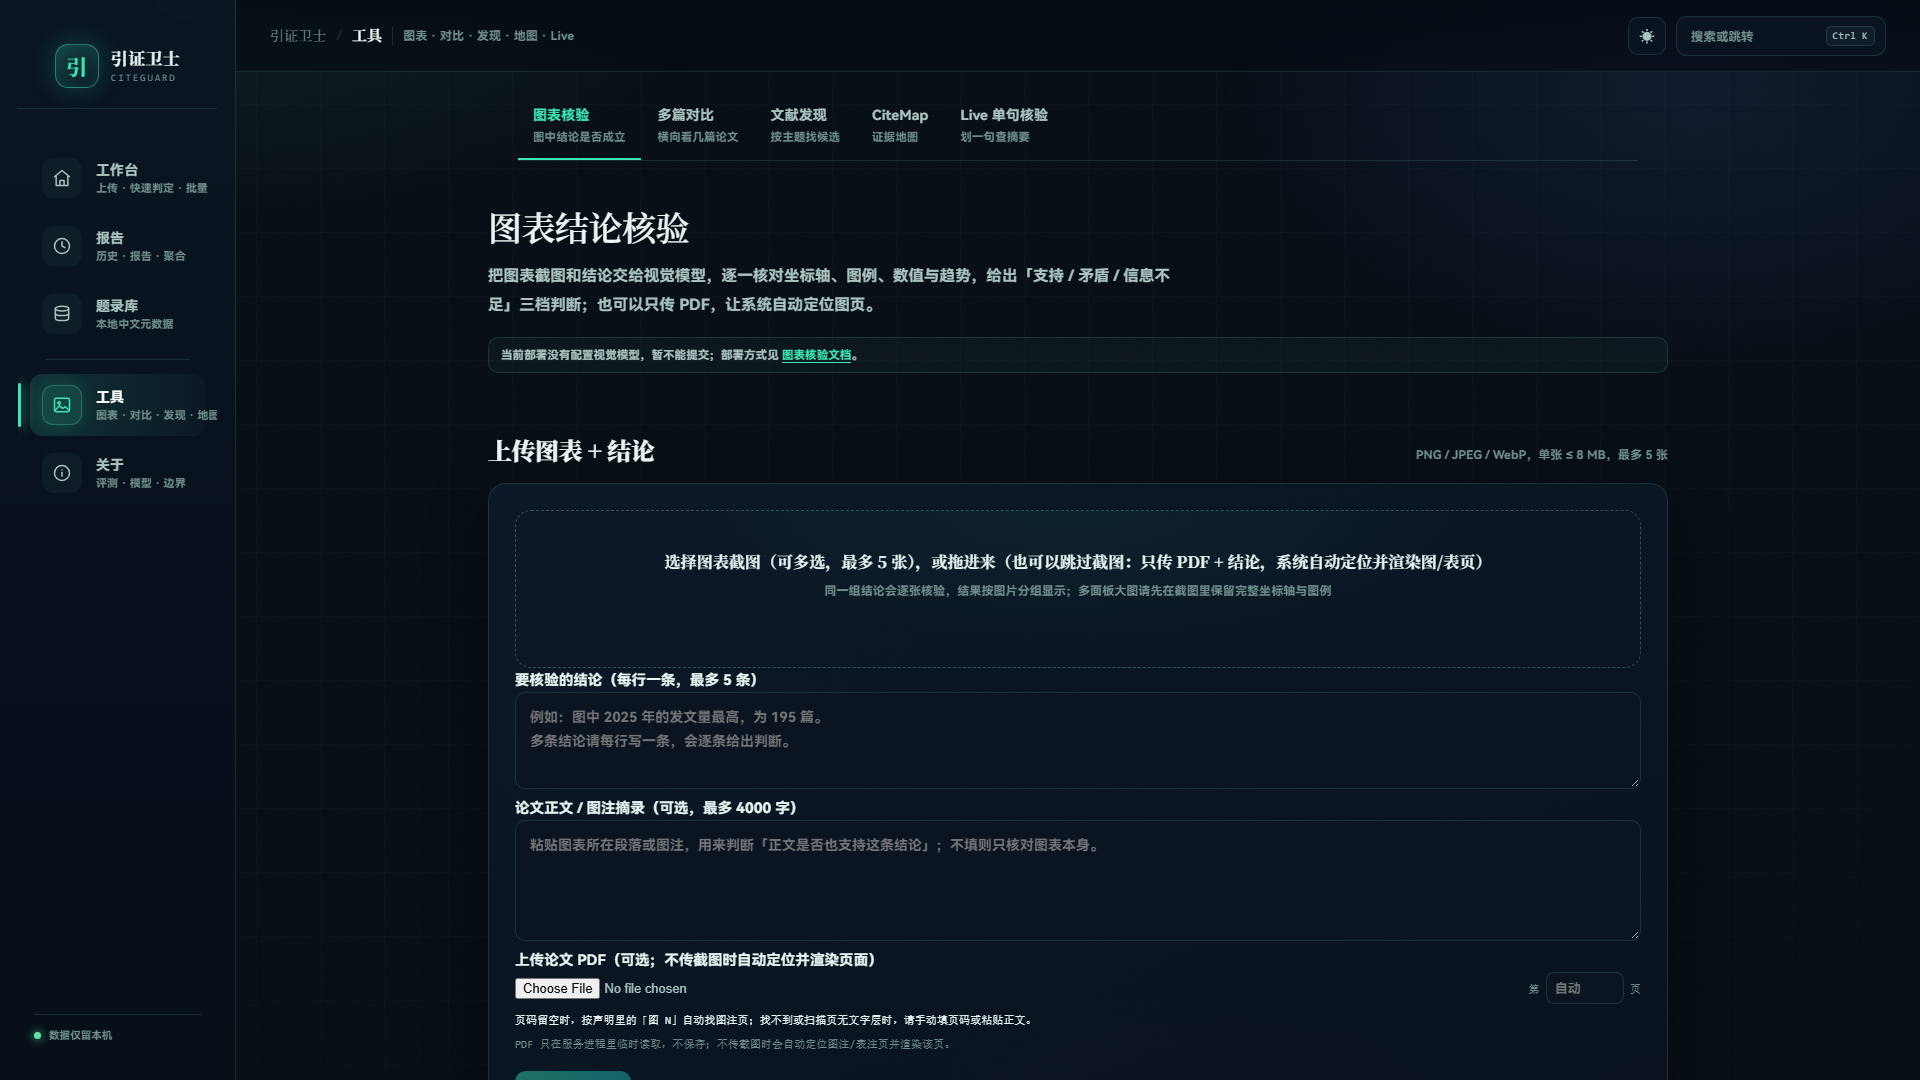 引
引证卫士
CITEGUARD
工作台
上传 · 快速判定 · 批量
报告
历史 · 报告 · 聚合
题录库
本地中文元数据
工具
图表 · 对比 · 发现 · 地图
关于
评测 · 模型 · 边界
数据仅留本机
引证卫士 / 工具 图表 · 对比 · 发现 · 地图 · Live
搜索或跳转 Ctrl K
图表核验
图中结论是否成立
多篇对比
横向看几篇论文
文献发现
按主题找候选
CiteMap
证据地图
Live 单句核验
划一句查摘要
图表结论核验
把图表截图和结论交给视觉模型，逐一核对坐标轴、图例、数值与趋势，给出「支持 / 矛盾 / 信息不
足」三档判断；也可以只传 PDF，让系统自动定位图页。
当前部署没有配置视觉模型，暂不能提交；部署方式见 图表核验文档。
上传图表 + 结论
PNG / JPEG / WebP，单张 ≤ 8 MB，最多 5 张
选择图表截图（可多选，最多 5 张），或拖进来（也可以跳过截图：只传 PDF + 结论，系统自动定位并渲染图/表页）
同一组结论会逐张核验，结果按图片分组显示；多面板大图请先在截图里保留完整坐标轴与图例
要核验的结论（每行一条，最多 5 条）
例如：图中 2025 年的发文量最高，为 195 篇。
多条结论请每行写一条，会逐条给出判断。
论文正文 / 图注摘录（可选，最多 4000 字）
粘贴图表所在段落或图注，用来判断「正文是否也支持这条结论」；不填则只核对图表本身。
上传论文 PDF（可选；不传截图时自动定位并渲染页面）
Choose File No file chosen
第 自动 页
页码留空时，按声明里的「图 N」自动找图注页；找不到或扫描页无文字层时，请手动填页码或粘贴正文。
PDF 只在服务进程里临时读取，不保存；不传截图时会自动定位图注/表注页并渲染该页。